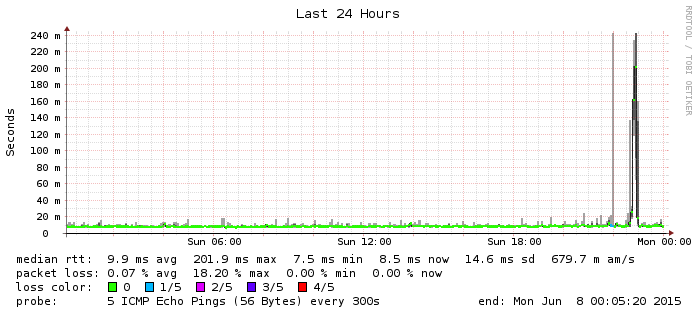 Last 24 Hours
RRDTOOL / TOBI OETIKER
Seconds
240 m
220 m
200 m
180 m
160 m
140 m
120 m
100 m
80 m
60 m
40 m
20 m
0
Sun 06:00 Sun 12:00 Sun 18:00 Mon 00:00
median rtt: 9.9 ms avg 201.9 ms max 7.5 ms min 8.5 ms now 14.6 ms sd 679.7 m am/s
packet loss: 0.07 % avg 18.20 % max 0.00 % min 0.00 % now
loss color: 0 1/5 2/5 3/5 4/5
probe: 5 ICMP Echo Pings (56 Bytes) every 300s end: Mon Jun 8 00:05:20 2015